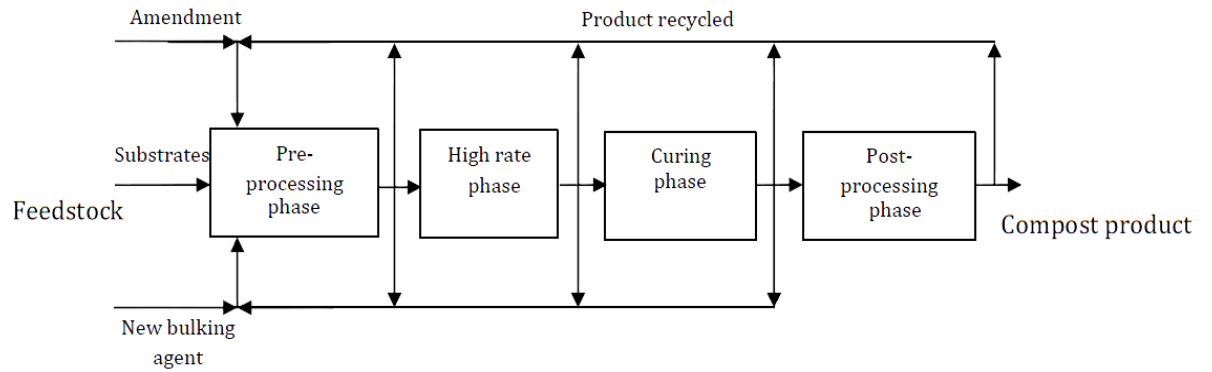 Amendment
Product recycled
Substrates
Feedstock
Pre-
processing
phase
High rate
phase
Curing
phase
Post-
processing
phase
Compost product
New bulking
agent